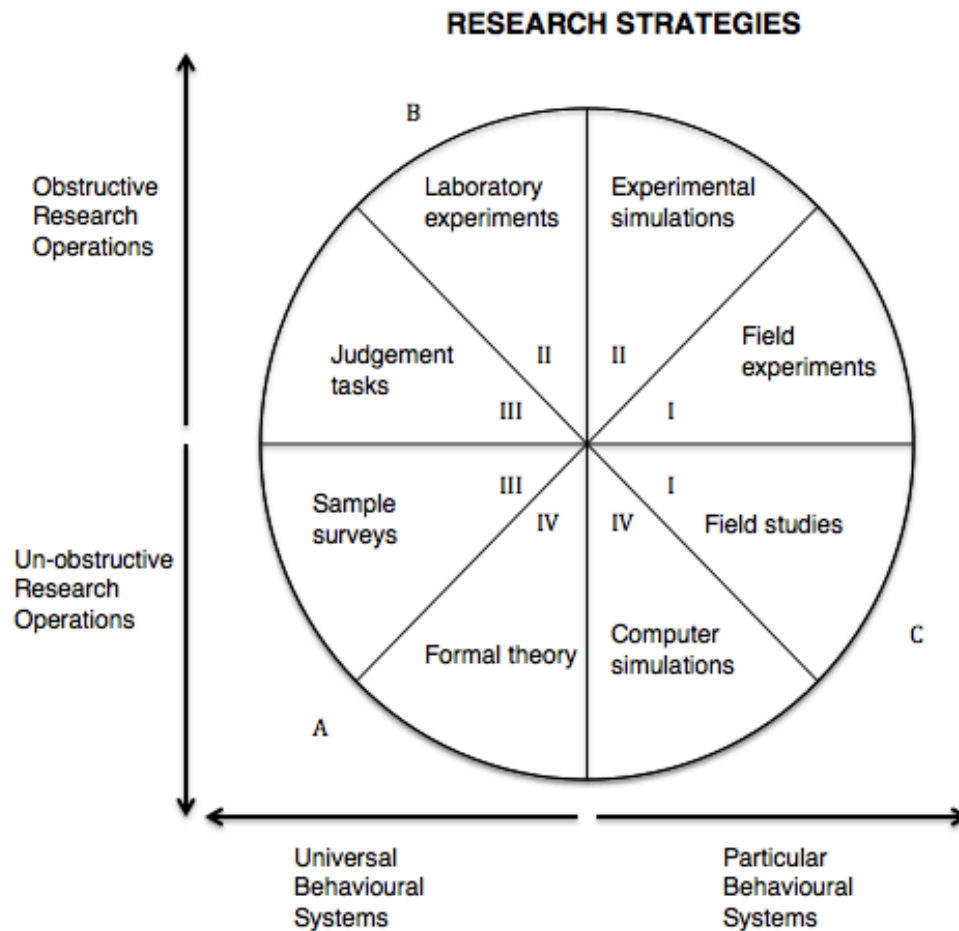 RESEARCH STRATEGIES
B
Obstructive
Research
Operations
Laboratory
experiments
Experimental
simulations
Judgement
tasks
II
II
Field
experiments
III
I
Sample
surveys
III
I
IV
IV
Field studies
Un-obstructive
Research
Operations
Formal theory
Computer
simulations
C
A
Universal
Behavioural
Systems
Particular
Behavioural
Systems